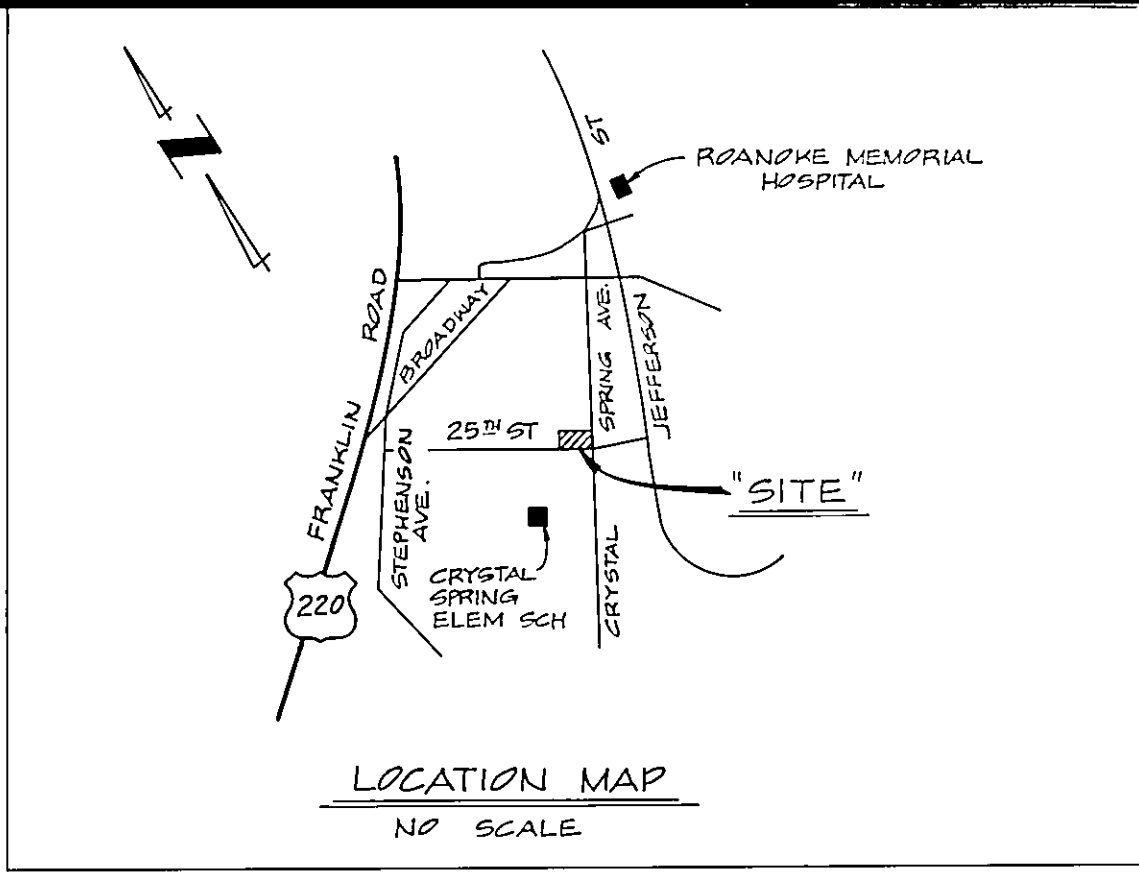 N
ST
ROANOKE MEMORIAL
HOSPITAL
FRANKLIN ROAD
BROADWAY
CRYSTAL SPRING AVE.
JEFFERSON
25TH ST
STEPHENSON
AVE.
"SITE"
CRYSTAL
SPRING
ELEM SCH
220
LOCATION MAP
NO SCALE